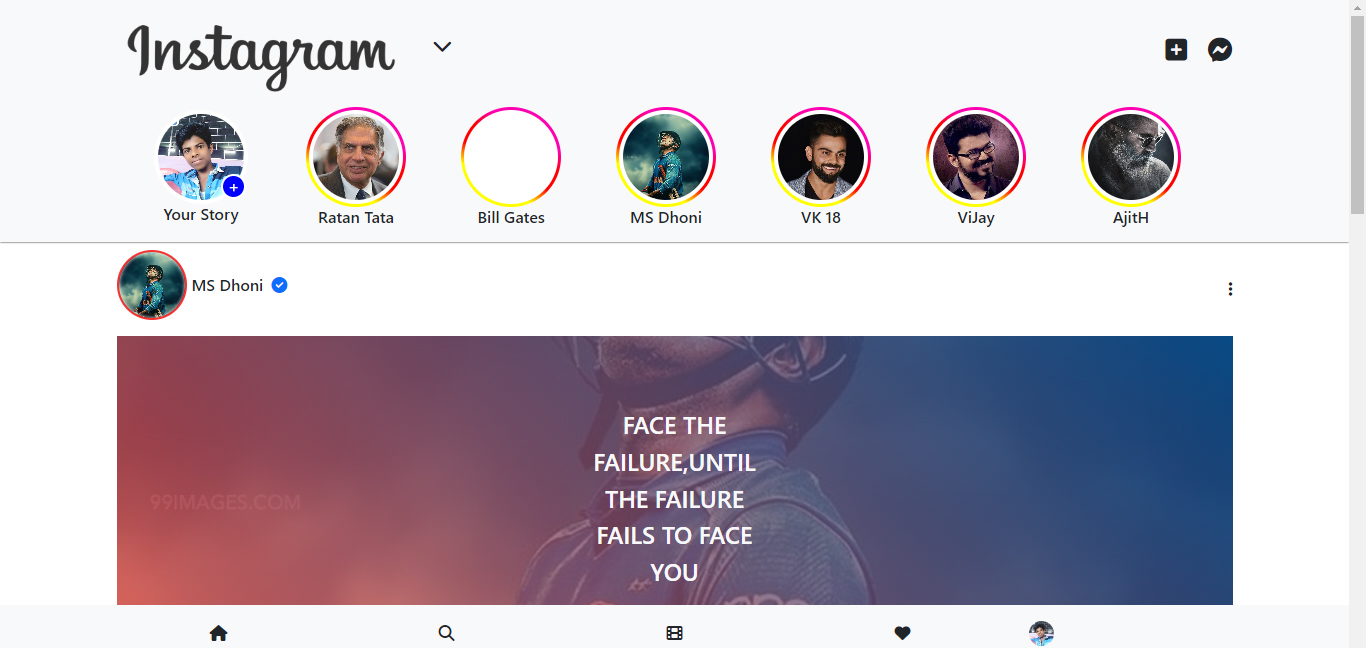 Instagram
+
Your Story
Ratan Tata
Bill Gates
MS Dhoni
VK 18
ViJay
AjitH
MS Dhoni
FACE THE
FAILURE,UNTIL
THE FAILURE
FAILS TO FACE
YOU
99IMAGES.COM